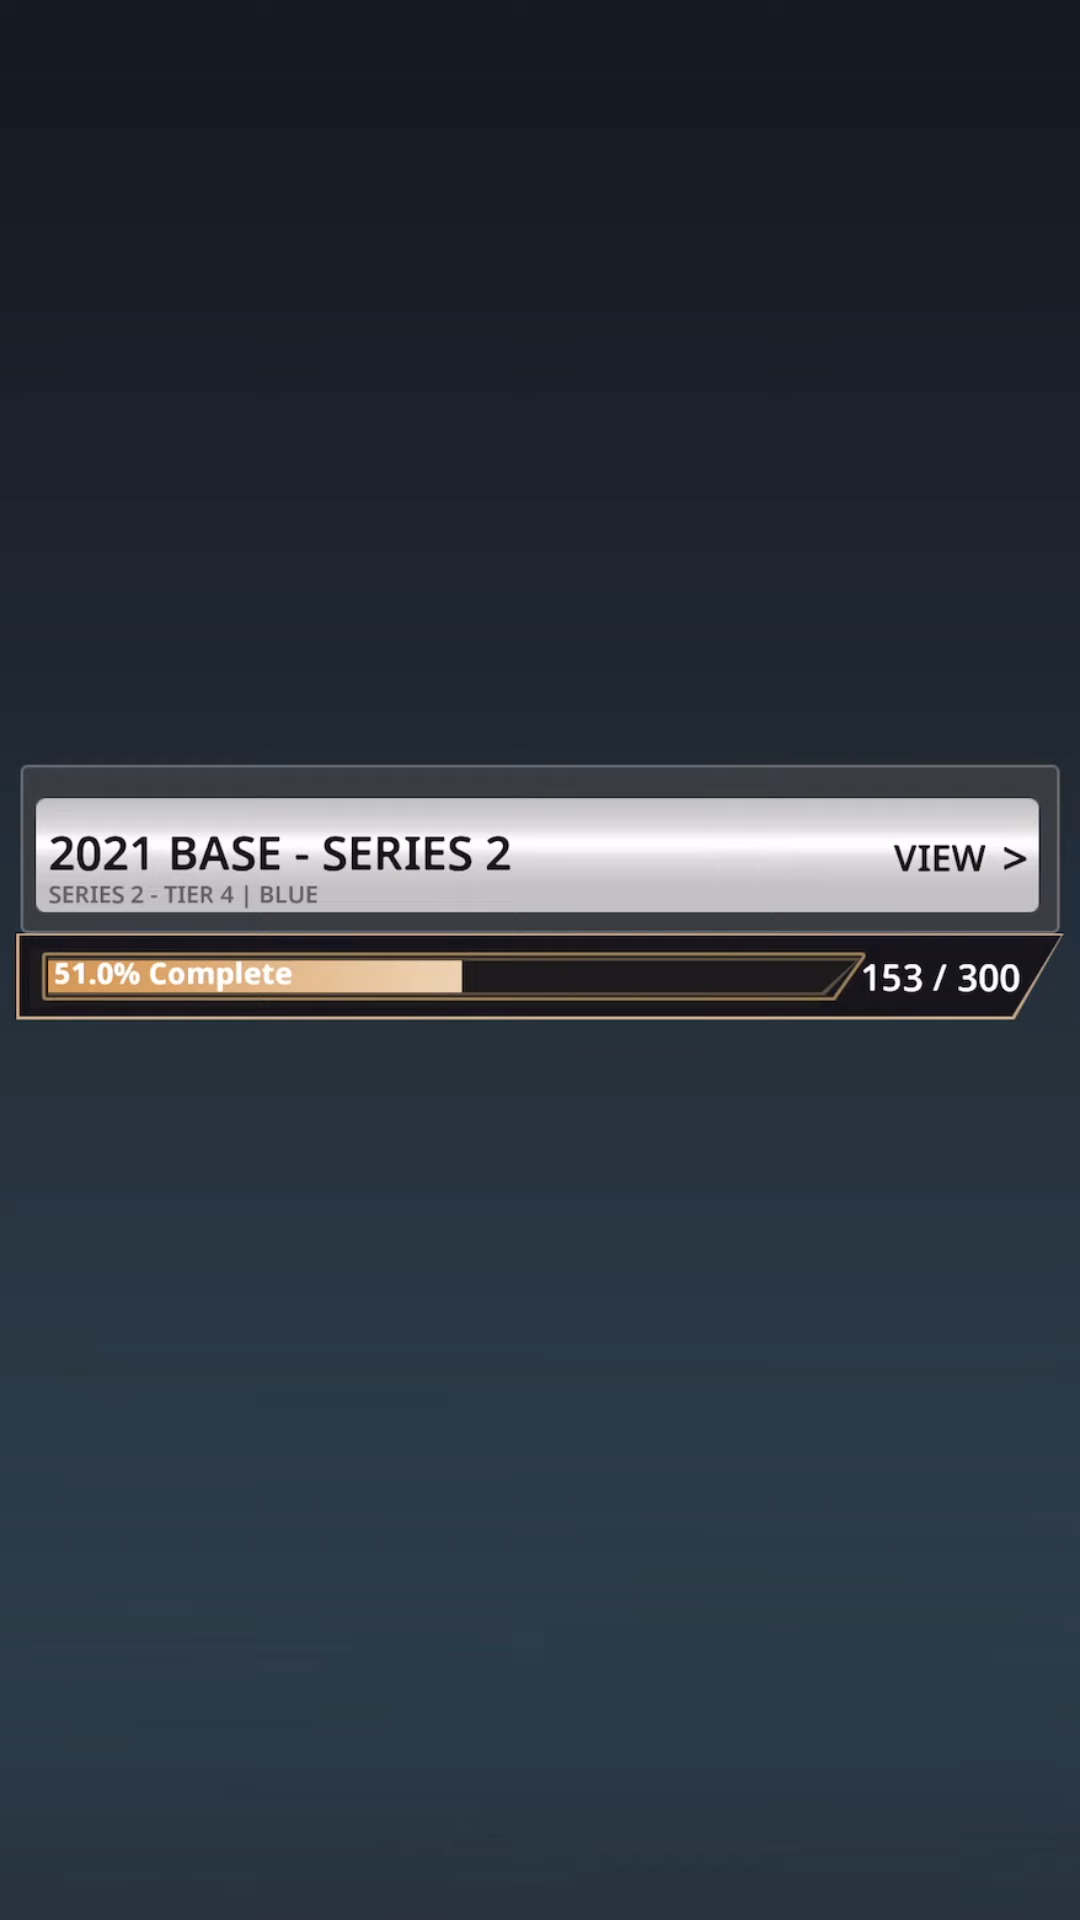 2021 BASE - SERIES 2
VIEW >
SERIES 2 - TIER 4 | BLUE
51.0% Complete
153 / 300